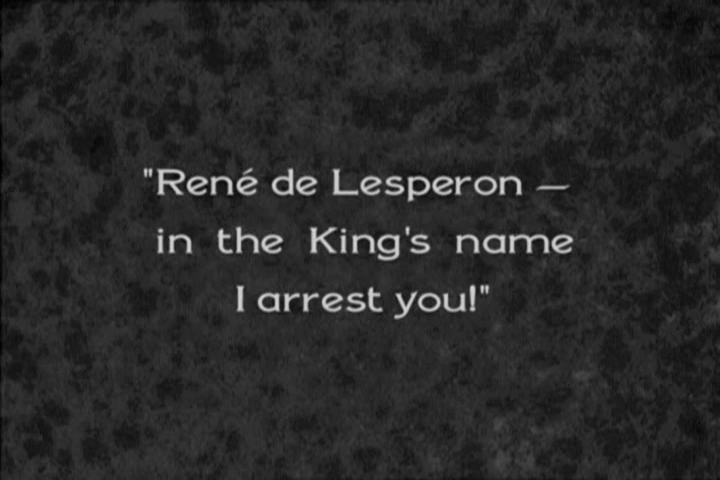 "René de Lesperon —
in the King's name
I arrest you!"